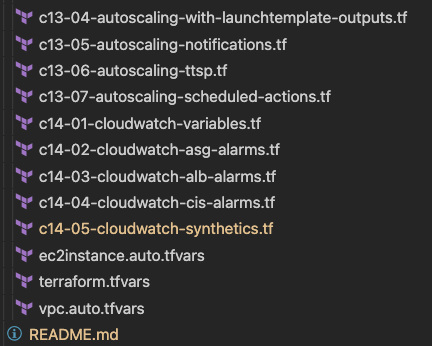 c13-04-autoscaling-with-launchtemplate-outputs.tf
c13-05-autoscaling-notifications.tf
c13-06-autoscaling-ttsp.tf
c13-07-autoscaling-scheduled-actions.tf
c14-01-cloudwatch-variables.tf
c14-02-cloudwatch-asg-alarms.tf
c14-03-cloudwatch-alb-alarms.tf
c14-04-cloudwatch-cis-alarms.tf
c14-05-cloudwatch-synthetics.tf
ec2instance.auto.tfvars
terraform.tfvars
vpc.auto.tfvars
README.md